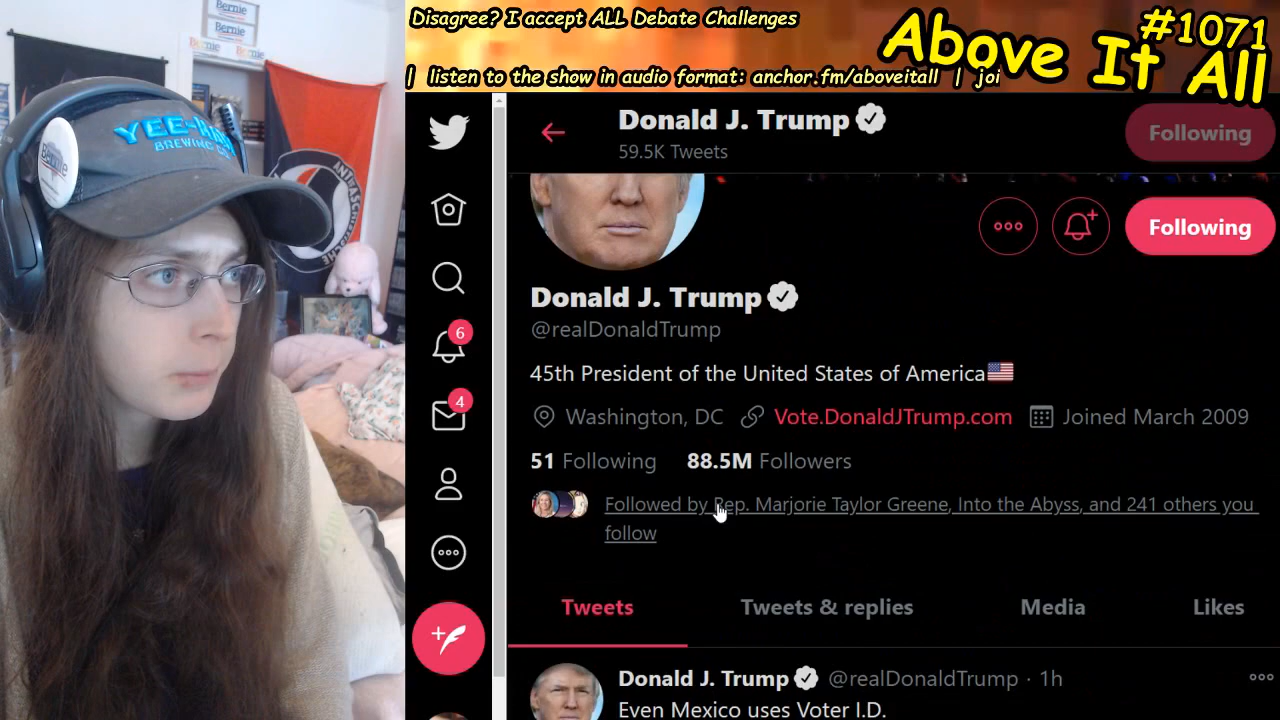 Disagree? I accept ALL Debate Challenges
| listen to the show in audio format: anchor.fm/aboveitall | joi
#1071
Above It All
Bernie
Bernie
Bernie
YEE-HAW
BREWING CO.
Bernie
ANTIFASCHISTISCHE
Donald J. Trump
59.5K Tweets
Following
Following
Donald J. Trump
@realDonaldTrump
45th President of the United States of America
Washington, DC
Vote.DonaldJTrump.com
Joined March 2009
51 Following
88.5M Followers
Followed by Rep. Marjorie Taylor Greene, Into the Abyss, and 241 others you
follow
6
4
Tweets
Tweets & replies
Media
Likes
Donald J. Trump @realDonaldTrump · 1h
Even Mexico uses Voter I.D.